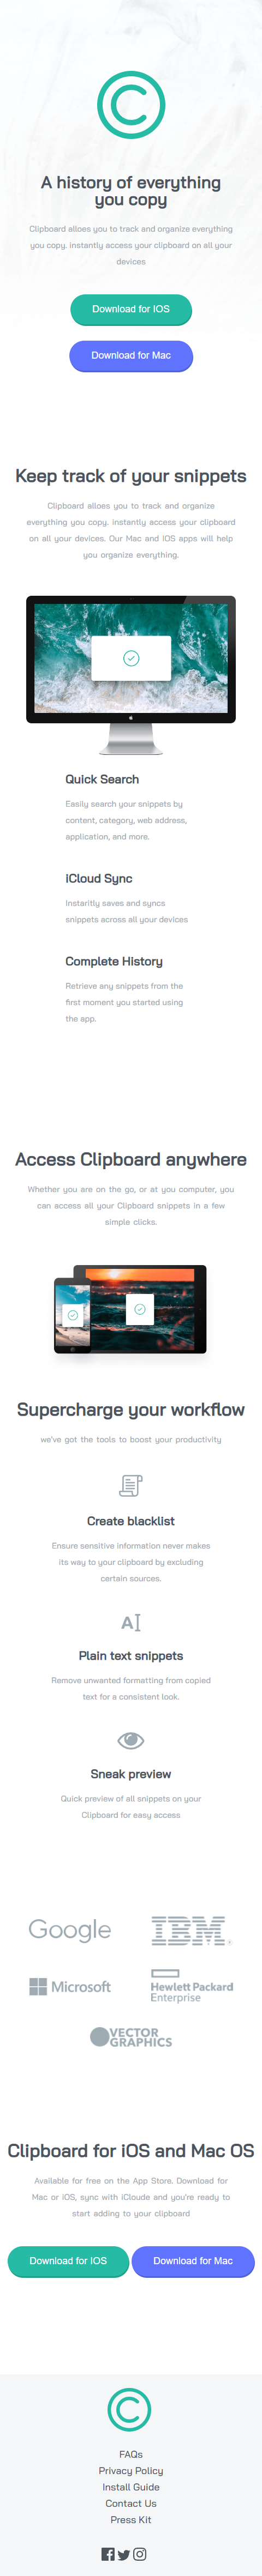 A history of everything
you copy
Clipboard alloes you to track and organize everything
you copy. instantly access your clipboard on all your
devices
Download for IOS
Download for Mac
Keep track of your snippets
Clipboard alloes you to track and organize
everything you copy. instantly access your clipboard
on all your devices. Our Mac and iOS apps will help
you organize everything.
Quick Search
Easily search your snippets by
content, category, web address,
application, and more.
iCloud Sync
Instaritly saves and syncs
snippets across all your devices
Complete History
Retrieve any snippets from the
first moment you started using
the app.
Access Clipboard anywhere
Whether you are on the go, or at you computer, you
can access all your Clipboard snippets in a few
simple clicks.
Supercharge your workflow
we've got the tools to boost your productivity
Create blacklist
Ensure sensitive information never makes
its way to your clipboard by excluding
certain sources.
A
Plain text snippets
Remove unwanted formatting from copied
text for a consistent look.
Sneak preview
Quick preview of all snippets on your
Clipboard for easy access
Google
IBM
Microsoft
Hewlett Packard
Enterprise
VECTOR
GRAPHICS
Clipboard for iOS and Mac OS
Available for free on the App Store. Download for
Mac or iOS, sync with iCloude and you're ready to
start adding to your clipboard
Download for IOS
Download for Mac
FAQs
Privacy Policy
Install Guide
Contact Us
Press Kit